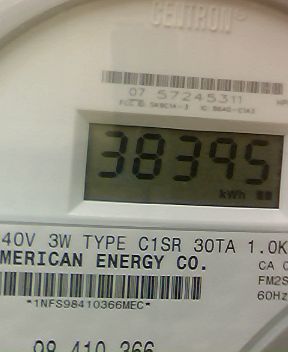 CENTRON®
07 57245311
38395
kWh
40V 3W TYPE C1SR 30TA 1.0K
MERICAN ENERGY CO.
CA 0
FM2S
60Hz
*1NFS98410366MEC*
98 410 366